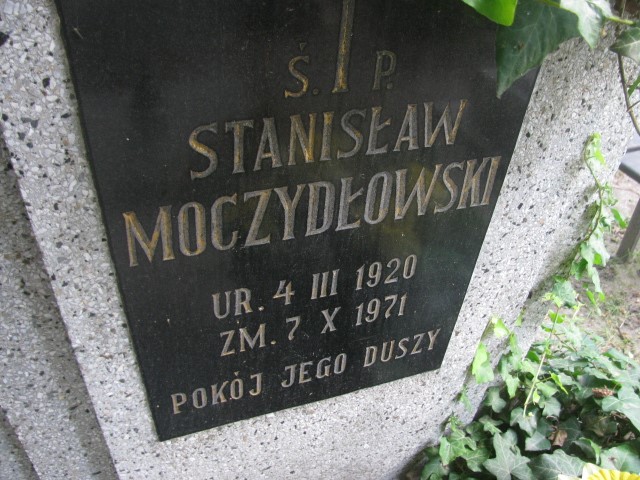 Ś. P.
STANISŁAW
MOCZYDŁOWSKI
UR. 4 III 1920
ZM. 7 X 1971
POKÓJ JEGO DUSZY